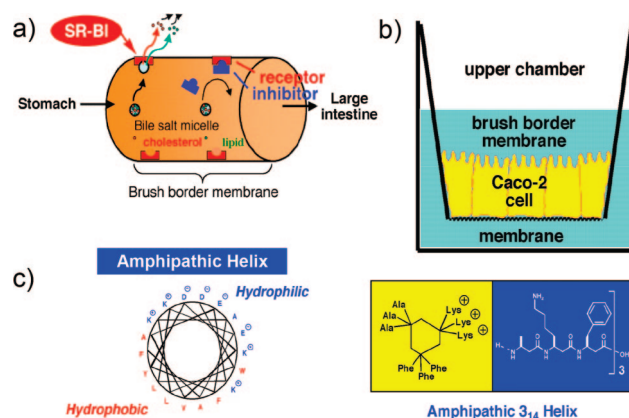 a)
SR-BI
receptor
inhibitor
Stomach
Large
intestine
Bile salt micelle
cholesterol
lipid
Brush border membrane
b)
upper chamber
brush border
membrane
Caco-2
cell
membrane
c)
Amphipathic Helix
Hydrophilic
K K D D E A E K
W K F A V L L Y F A
Hydrophobic
Ala
Ala
Ala
Lys
Lys
Lys
Phe
Phe
Phe
NH₂
O
O
O
OH
N
H
N
H
3
Amphipathic 3₁₄ Helix